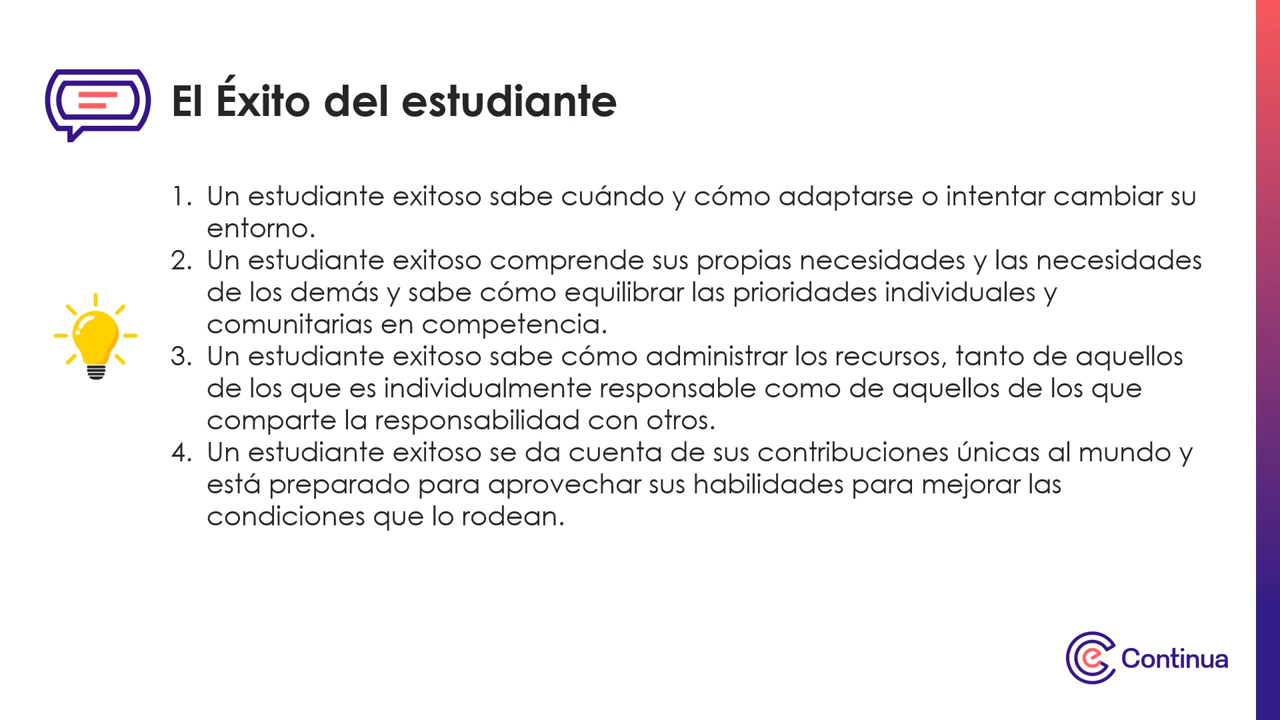 El Éxito del estudiante
1. Un estudiante exitoso sabe cuándo y cómo adaptarse o intentar cambiar su
entorno.
2. Un estudiante exitoso comprende sus propias necesidades y las necesidades
de los demás y sabe cómo equilibrar las prioridades individuales y
comunitarias en competencia.
3. Un estudiante exitoso sabe cómo administrar los recursos, tanto de aquellos
de los que es individualmente responsable como de aquellos de los que
comparte la responsabilidad con otros.
4. Un estudiante exitoso se da cuenta de sus contribuciones únicas al mundo y
está preparado para aprovechar sus habilidades para mejorar las
condiciones que lo rodean.
e Continua